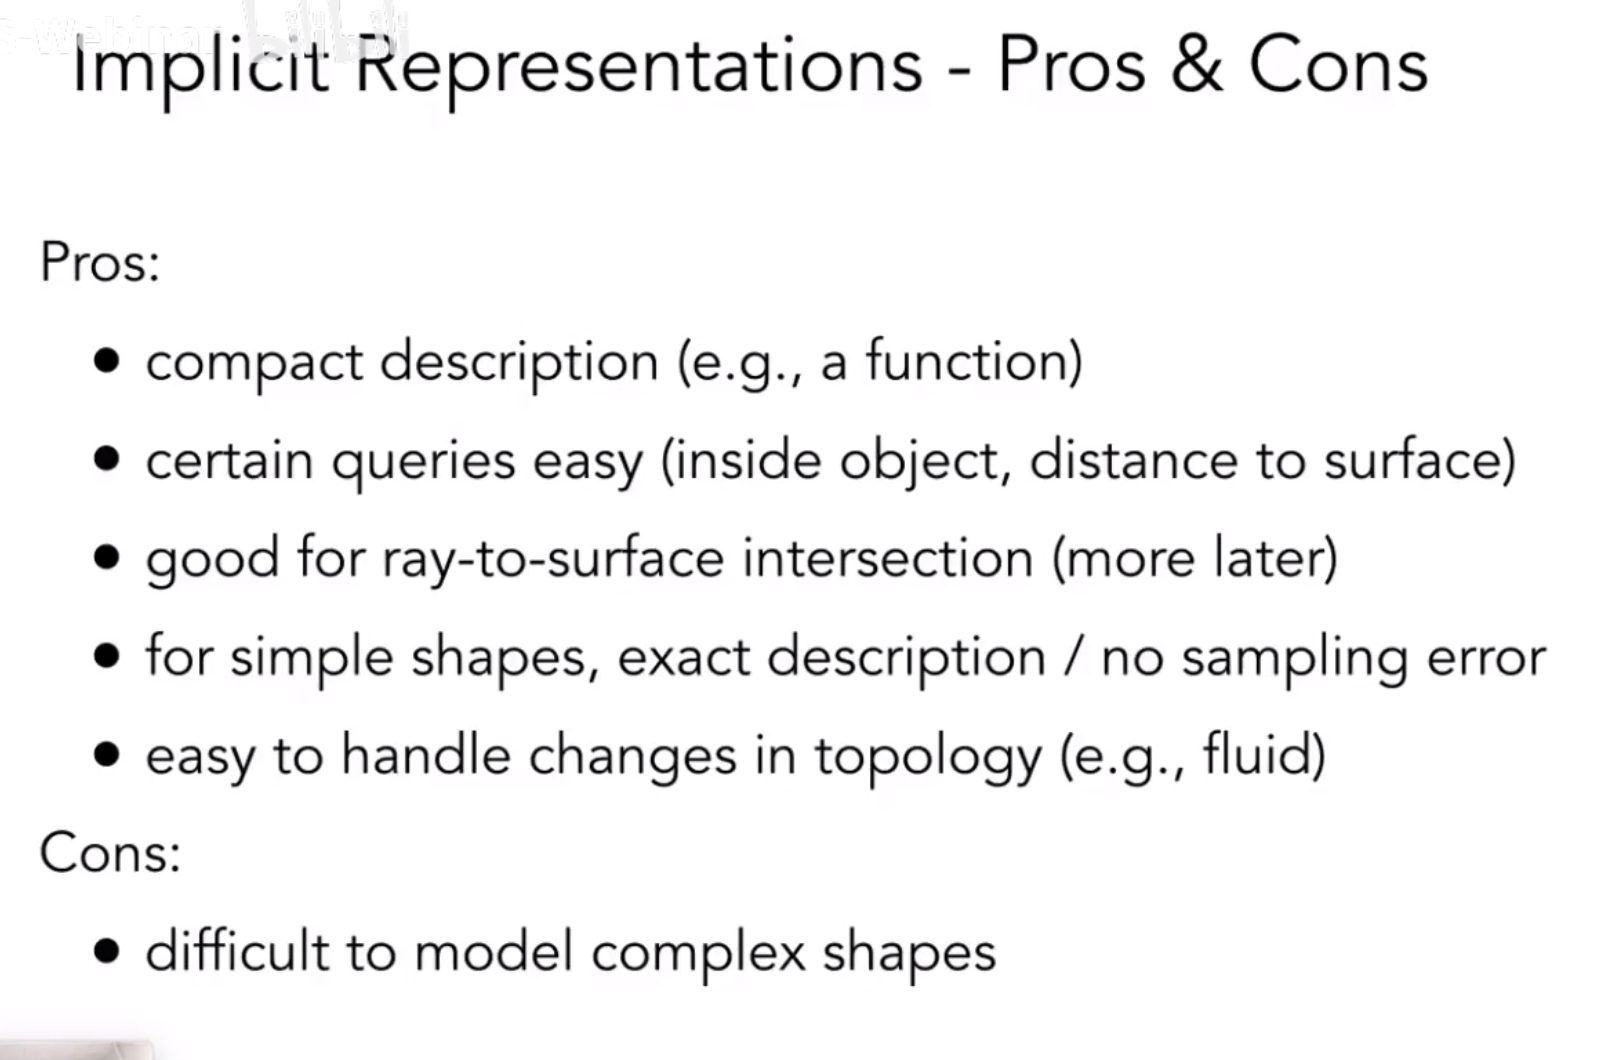 S-Webinar bilibili
Implicit Representations - Pros & Cons
Pros:
● compact description (e.g., a function)
● certain queries easy (inside object, distance to surface)
● good for ray-to-surface intersection (more later)
● for simple shapes, exact description / no sampling error
● easy to handle changes in topology (e.g., fluid)
Cons:
● difficult to model complex shapes